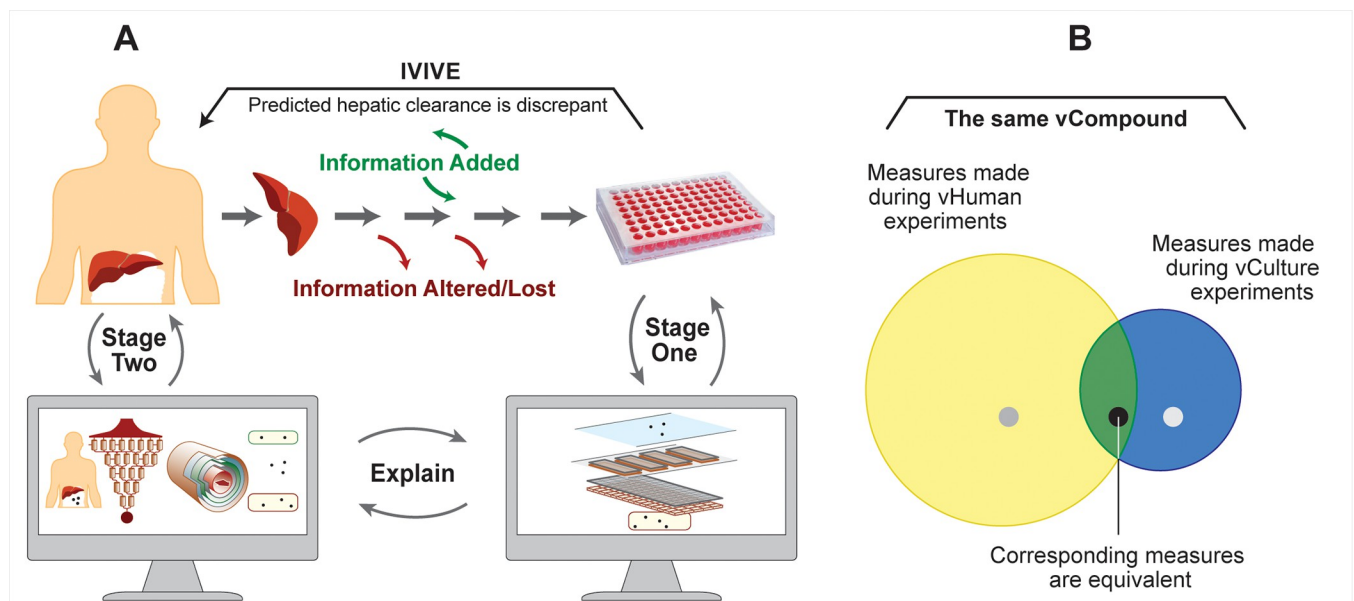 A
IVIVE
Predicted hepatic clearance is discrepant
Information Added
Information Altered/Lost
Stage
Two
Stage
One
Explain
B
The same vCompound
Measures made
during vHuman
experiments
Measures made
during vCulture
experiments
Corresponding measures
are equivalent